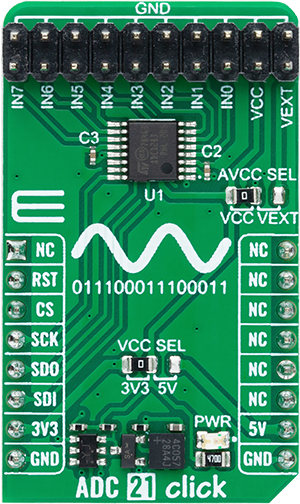 GND
IN7 IN6 IN5 IN4 IN3 IN2 IN1 IN0 VCC VEXT
C3 C2
U1
AVCC SEL
VCC VEXT
011100011100011
NC NC
RST NC
CS NC
SCK NC
SDO NC
SDI NC
3V3 5V
GND GND
VCC SEL
3V3 5V
PWR
4700
ADC 21 click